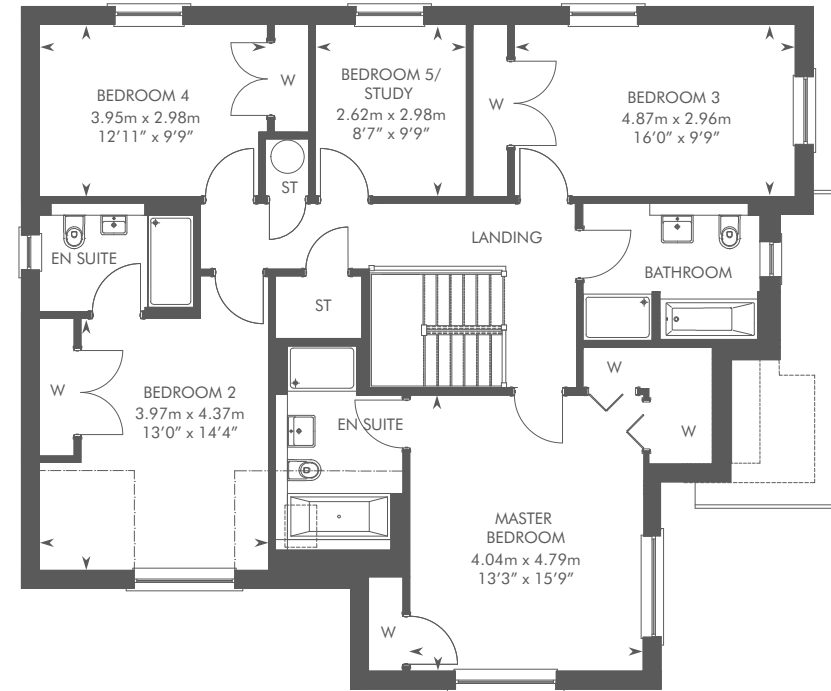 BEDROOM 4
3.95m x 2.98m
12'11" x 9'9"
W
BEDROOM 5/
STUDY
2.62m x 2.98m
8'7" x 9'9"
W
BEDROOM 3
4.87m x 2.96m
16'0" x 9'9"
ST
EN SUITE
LANDING
BATHROOM
ST
W
BEDROOM 2
3.97m x 4.37m
13'0" x 14'4"
EN SUITE
W
W
MASTER
BEDROOM
4.04m x 4.79m
13'3" x 15'9"
W